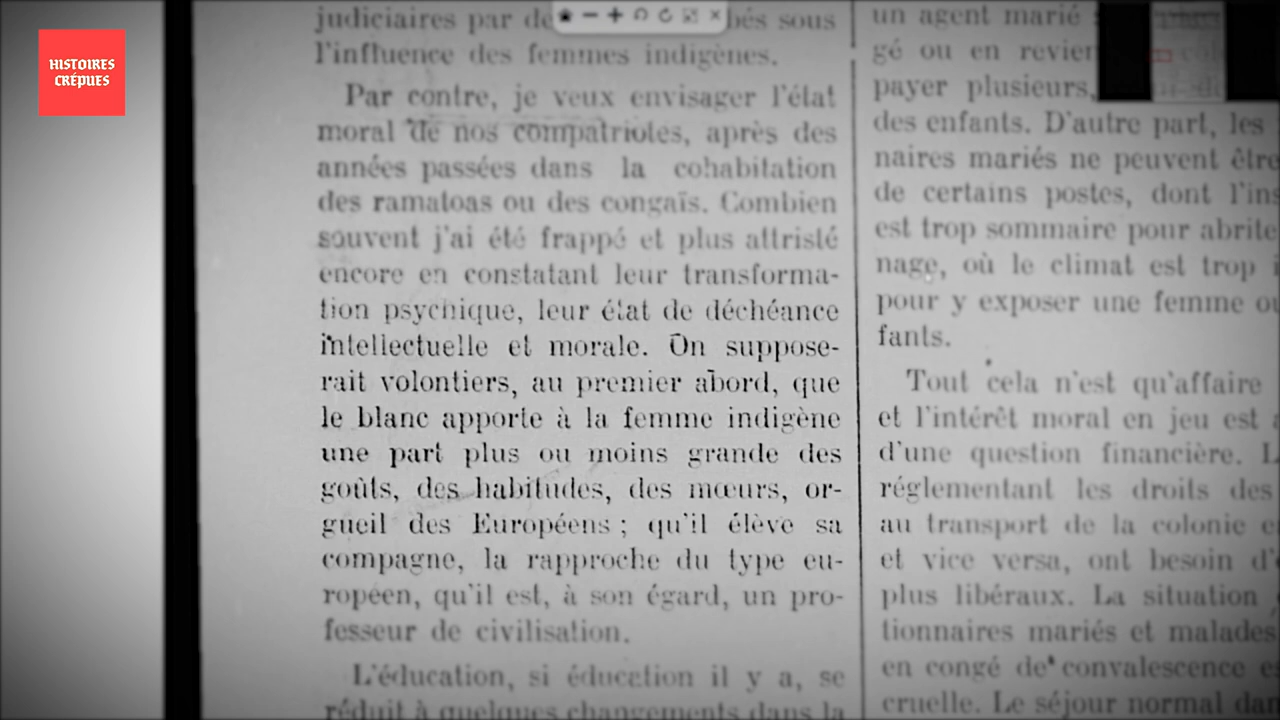 HISTOIRES
CRÉPUES
judiciaires par de bés sous
l'influence des femmes indigènes.
Par contre, je veux envisager l'état
moral de nos compatriotes, après des
années passées dans la cohabitation
des ramatoas ou des congaïs. Combien
souvent j'ai été frappé et plus attristé
encore en constatant leur transforma-
tion psychique, leur état de déchéance
intellectuelle et morale. On suppose-
rait volontiers, au premier abord, que
le blanc apporte à la femme indigène
une part plus ou moins grande des
goûts, des habitudes, des mœurs, or-
gueil des Européens ; qu'il élève sa
compagne, la rapproche du type eu-
ropéen, qu'il est, à son égard, un pro-
fesseur de civilisation.
L'éducation, si éducation il y a, se
réduit à quelques changements dans la
un agent marié
gé ou en revien
payer plusieurs,
des enfants. D'autre part, les
naires mariés ne peuvent être
de certains postes, dont l'ins
est trop sommaire pour abrite
nage, où le climat est trop i
pour y exposer une femme ou
fants.
Tout cela n'est qu'affaire
et l'intérêt moral en jeu est
d'une question financière. L
réglementant les droits des
au transport de la colonie e
et vice versa, ont besoin d'
plus libéraux. La situation
tionnaires mariés et malades
en congé de convalescence es
cruelle. Le séjour normal dan